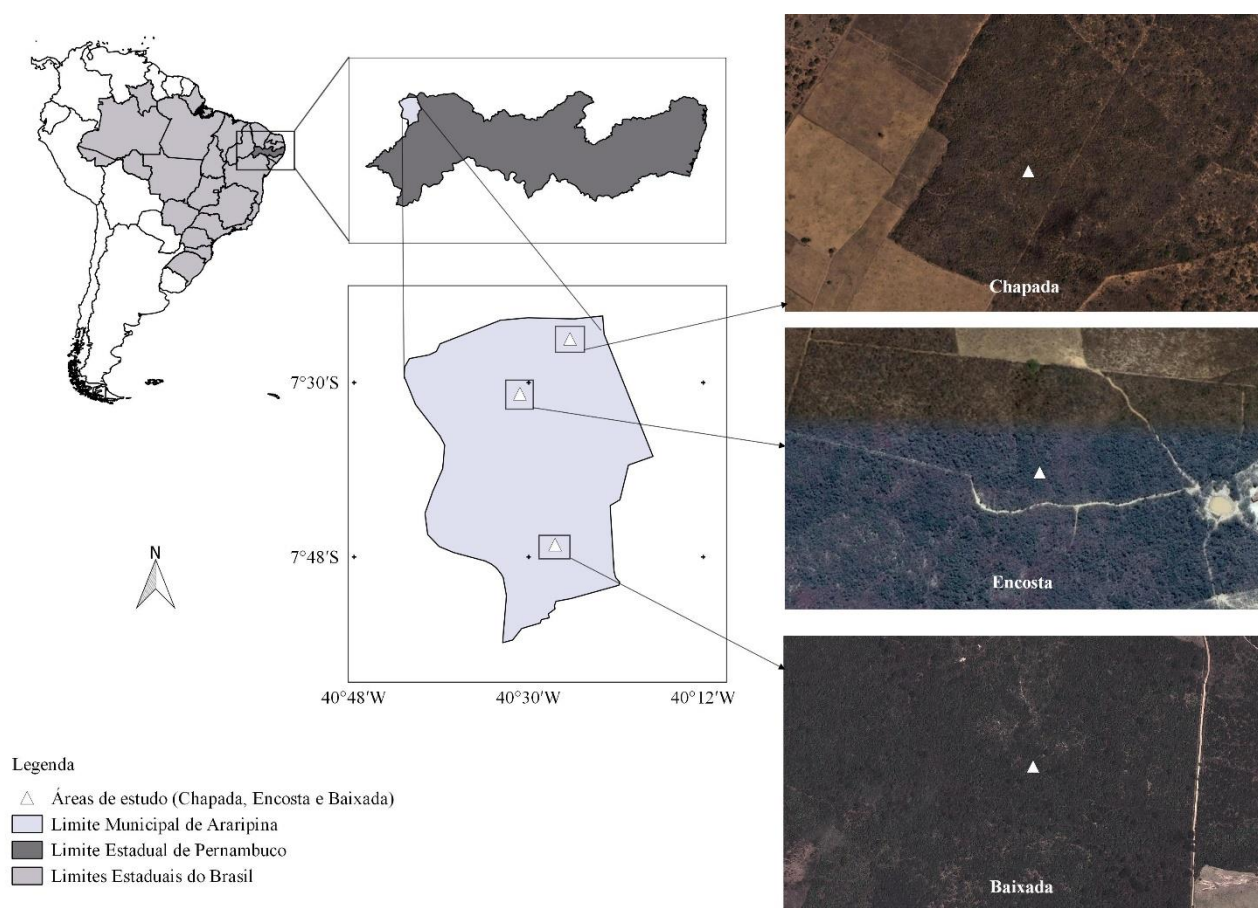 Chapada
7°30'S
Encosta
7°48'S
N
40°48'W
40°30'W
40°12'W
Baixada
Legenda
Áreas de estudo (Chapada, Encosta e Baixada)
Limite Municipal de Araripina
Limite Estadual de Pernambuco
Limites Estaduais do Brasil